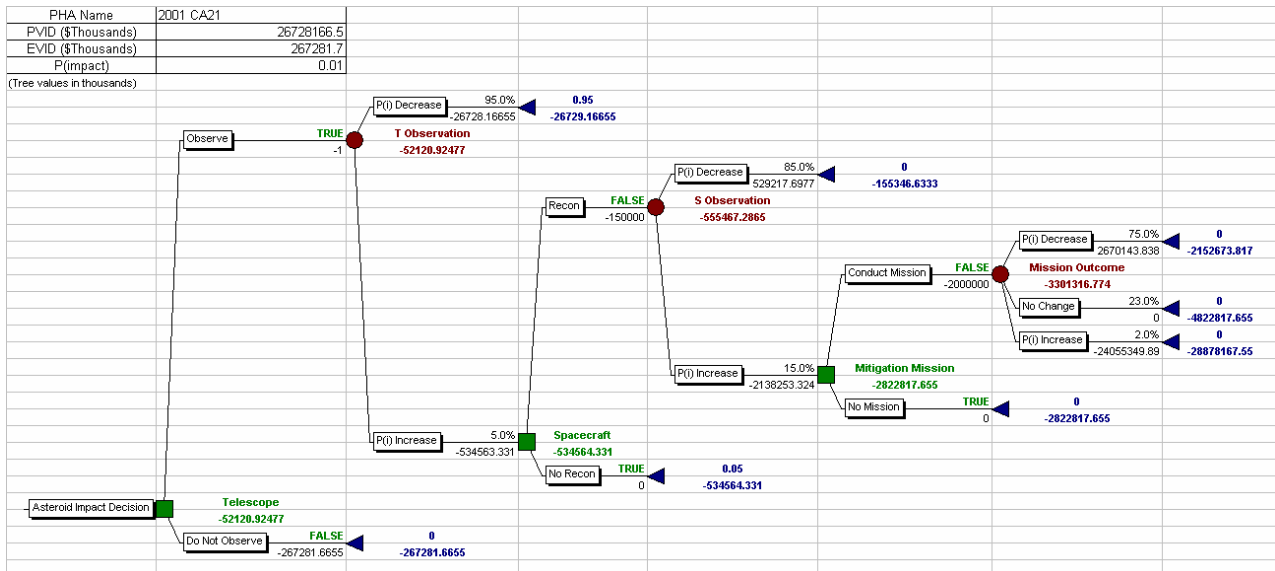 PHA Name 2001 CA21
PVID ($Thousands) 26728166.5
EVID ($Thousands) 267281.7
P(impact) 0.01
(Tree values in thousands)
P(i) Decrease 95.0% 0.95
-26728.16655 -26729.16655
Observe TRUE T Observation
-1 -52120.92477
P(i) Decrease 85.0% 0
529217.6977 -155346.6333
Recon FALSE S Observation
-150000 -555467.2865
P(i) Decrease 75.0% 0
2670143.838 -2152673.817
Conduct Mission FALSE Mission Outcome
-2000000 -3301316.774
No Change 23.0% 0
0 -4822817.655
P(i) Increase 2.0% 0
-24055349.89 -28878167.55
P(i) Increase 15.0% Mitigation Mission
-2138253.324 -2822817.655
No Mission TRUE 0
0 -2822817.655
P(i) Increase 5.0% Spacecraft
-534563.331 -534564.331
No Recon TRUE 0.05
0 -534564.331
Asteroid Impact Decision Telescope
-52120.92477
Do Not Observe FALSE 0
-267281.6655 -267281.6655